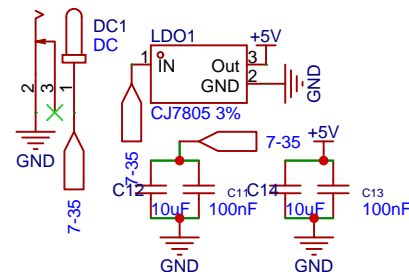 DC1
DC
2
3
1
GND
7-35
LDO1
1
IN
Out
3
+5V
GND
2
GND
CJ7805 3%
7-35
7-35
+5V
C12
C11
10uF
100nF
GND
C14
C13
10uF
100nF
GND